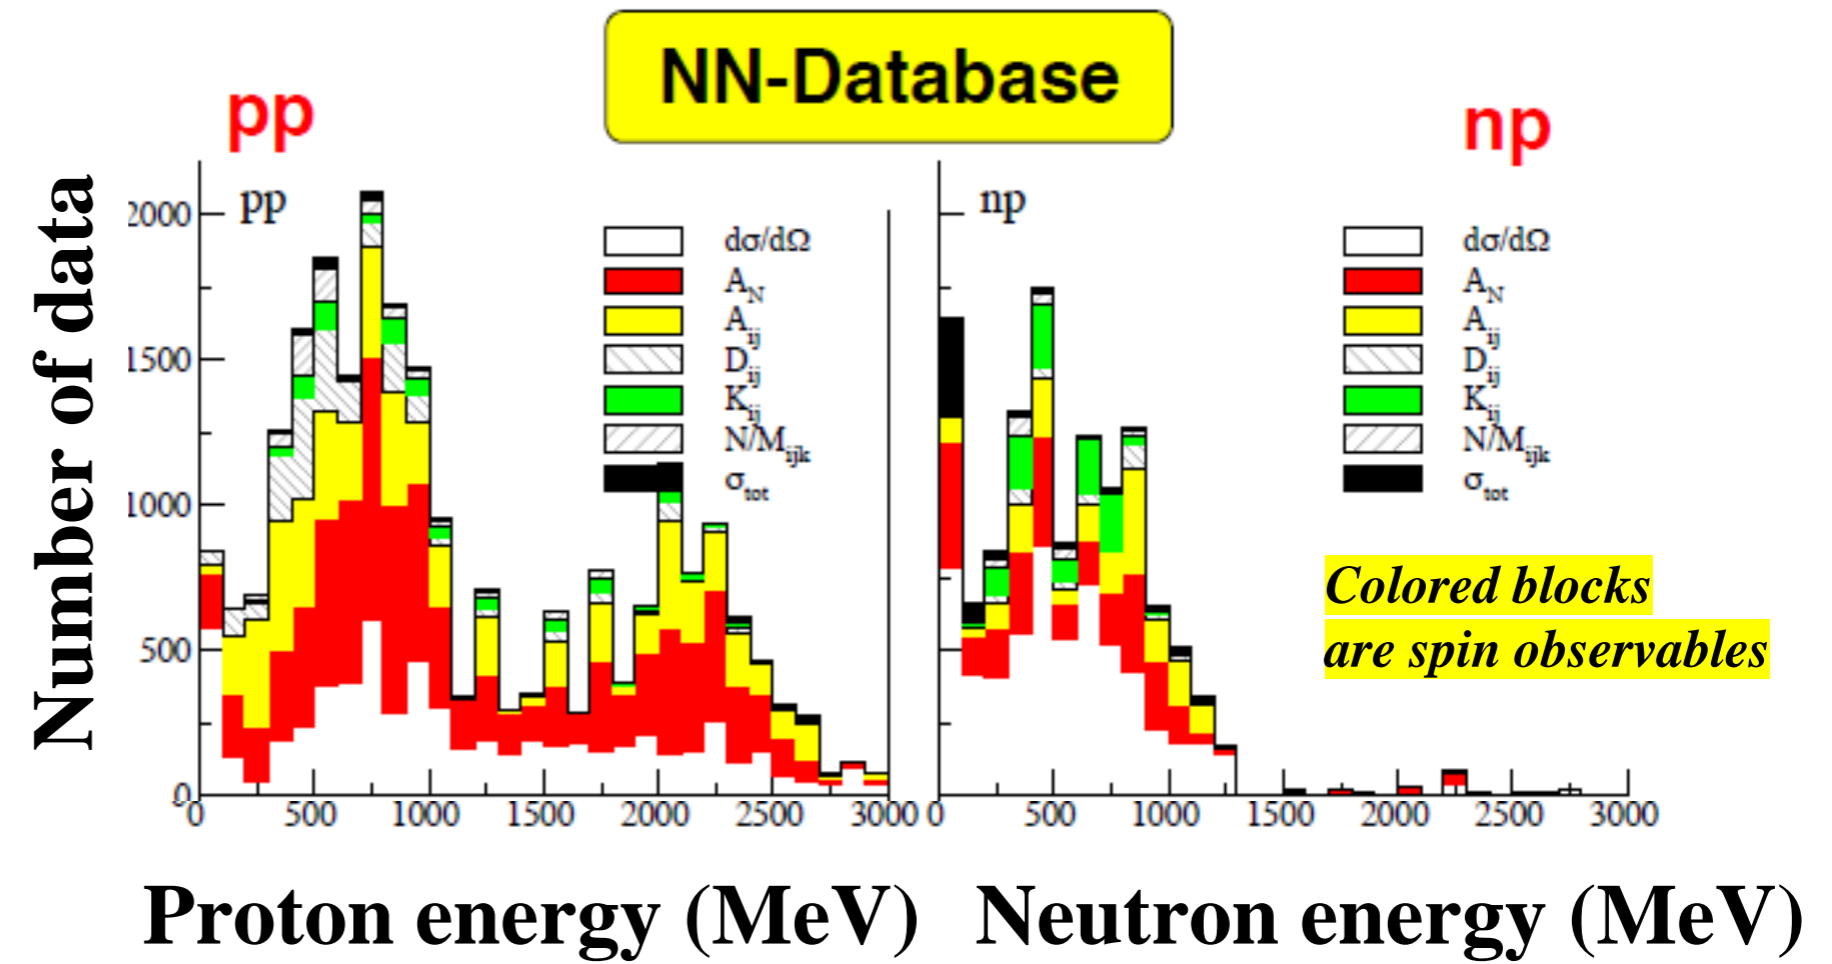 NN-Database
pp
np
Number of data
pp
2000
1500
1000
500
0
dσ/dΩ
A_N
A_ij
D_ij
K_ij
N/M_ijk
σ_tot
0 500 1000 1500 2000 2500 3000
np
dσ/dΩ
A_N
A_ij
D_ij
K_ij
N/M_ijk
σ_tot
Colored blocks
are spin observables
0 500 1000 1500 2000 2500 3000
Proton energy (MeV)
Neutron energy (MeV)